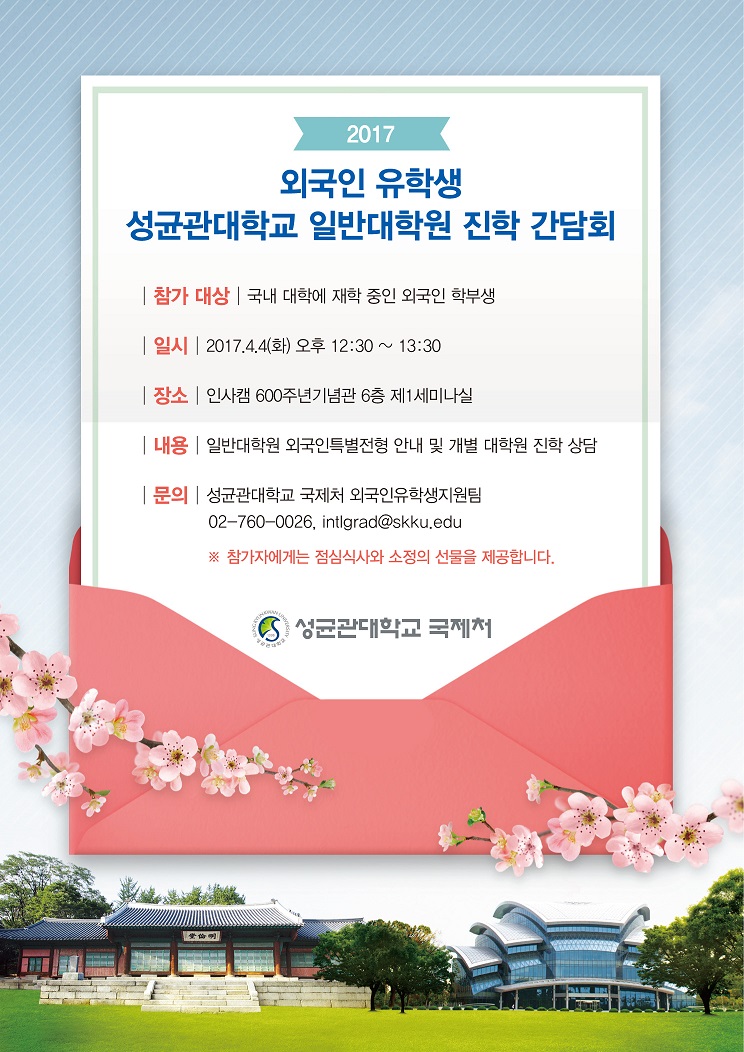 2017
외국인 유학생
성균관대학교 일반대학원 진학 간담회
| 참가 대상 | 국내 대학에 재학 중인 외국인 학부생
| 일시 | 2017.4.4(화) 오후 12:30 ~ 13:30
| 장소 | 인사캠 600주년기념관 6층 제1세미나실
| 내용 | 일반대학원 외국인특별전형 안내 및 개별 대학원 진학 상담
| 문의 | 성균관대학교 국제처 외국인유학생지원팀
02-760-0026, intlgrad@skku.edu
※ 참가자에게는 점심식사와 소정의 선물을 제공합니다.
성균관대학교 국제처
堂倫明